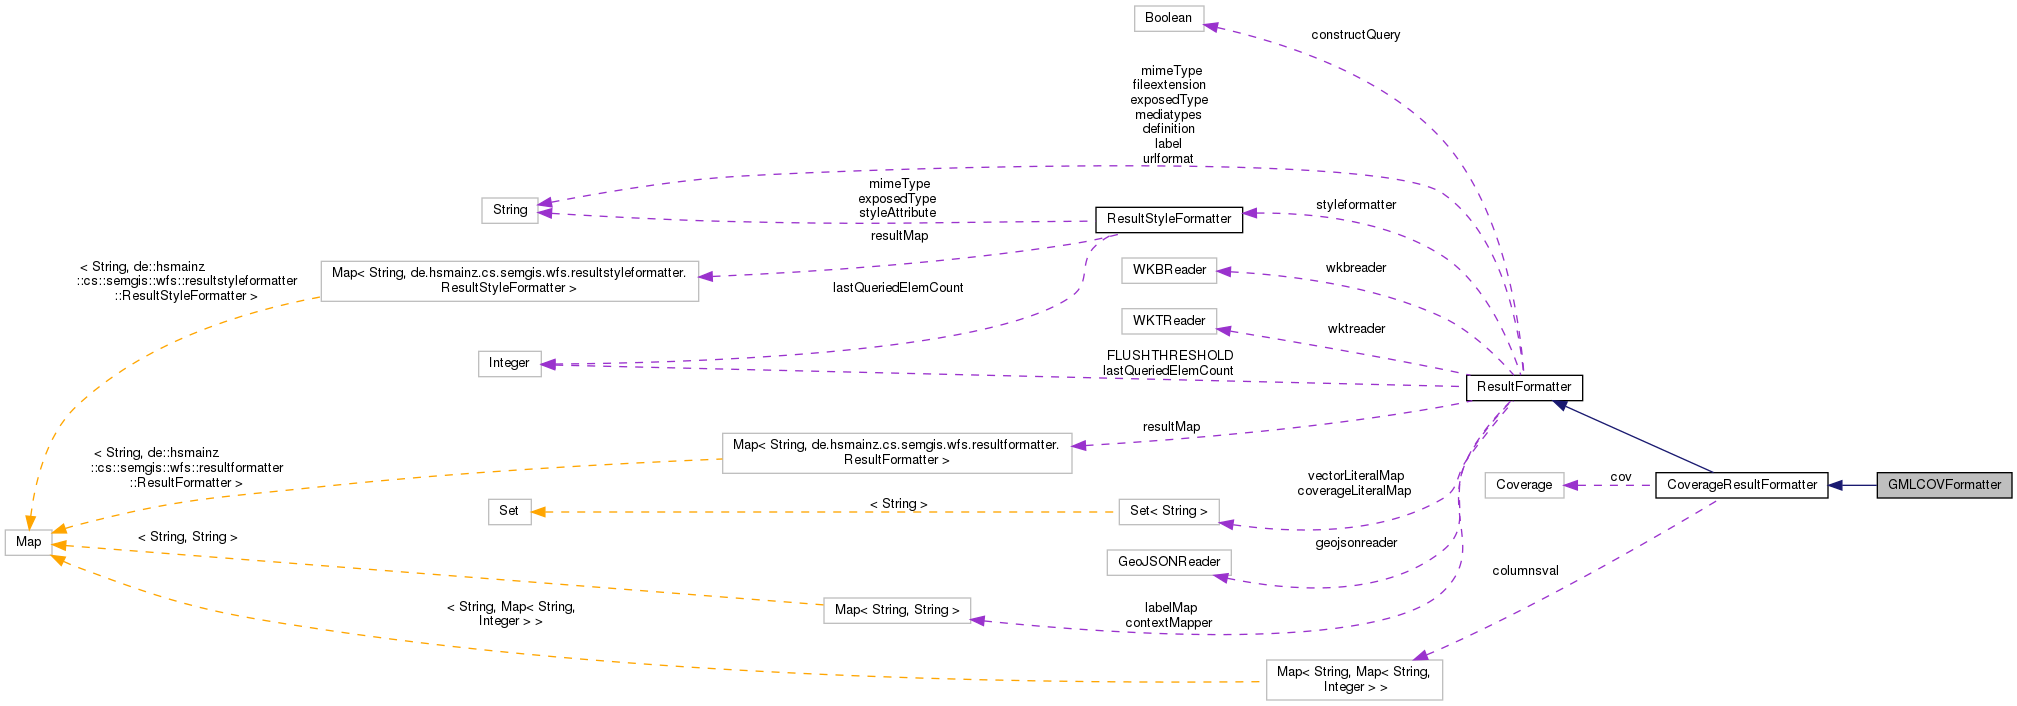 Boolean
constructQuery
mimeType
fileextension
exposedType
mediatypes
definition
label
urlformat
String
mimeType
exposedType
styleAttribute
ResultStyleFormatter
styleformatter
resultMap
< String, de::hsmainz
::cs::semgis::wfs::resultstyleformatter
::ResultStyleFormatter >
Map< String, de.hsmainz.cs.semgis.wfs.resultstyleformatter.
ResultStyleFormatter >
WKBReader
wkbreader
lastQueriedElemCount
WKTReader
wktreader
Integer
FLUSHTHRESHOLD
lastQueriedElemCount
ResultFormatter
resultMap
Map< String, de.hsmainz.cs.semgis.wfs.resultformatter.
ResultFormatter >
< String, de::hsmainz
::cs::semgis::wfs::resultformatter
::ResultFormatter >
vectorLiteralMap
coverageLiteralMap
Coverage
cov
CoverageResultFormatter
GMLCOVFormatter
Set
< String >
Set< String >
Map
< String, String >
geojsonreader
GeoJSONReader
columnsval
< String, Map< String,
Integer > >
Map< String, String >
labelMap
contextMapper
Map< String, Map< String,
Integer > >